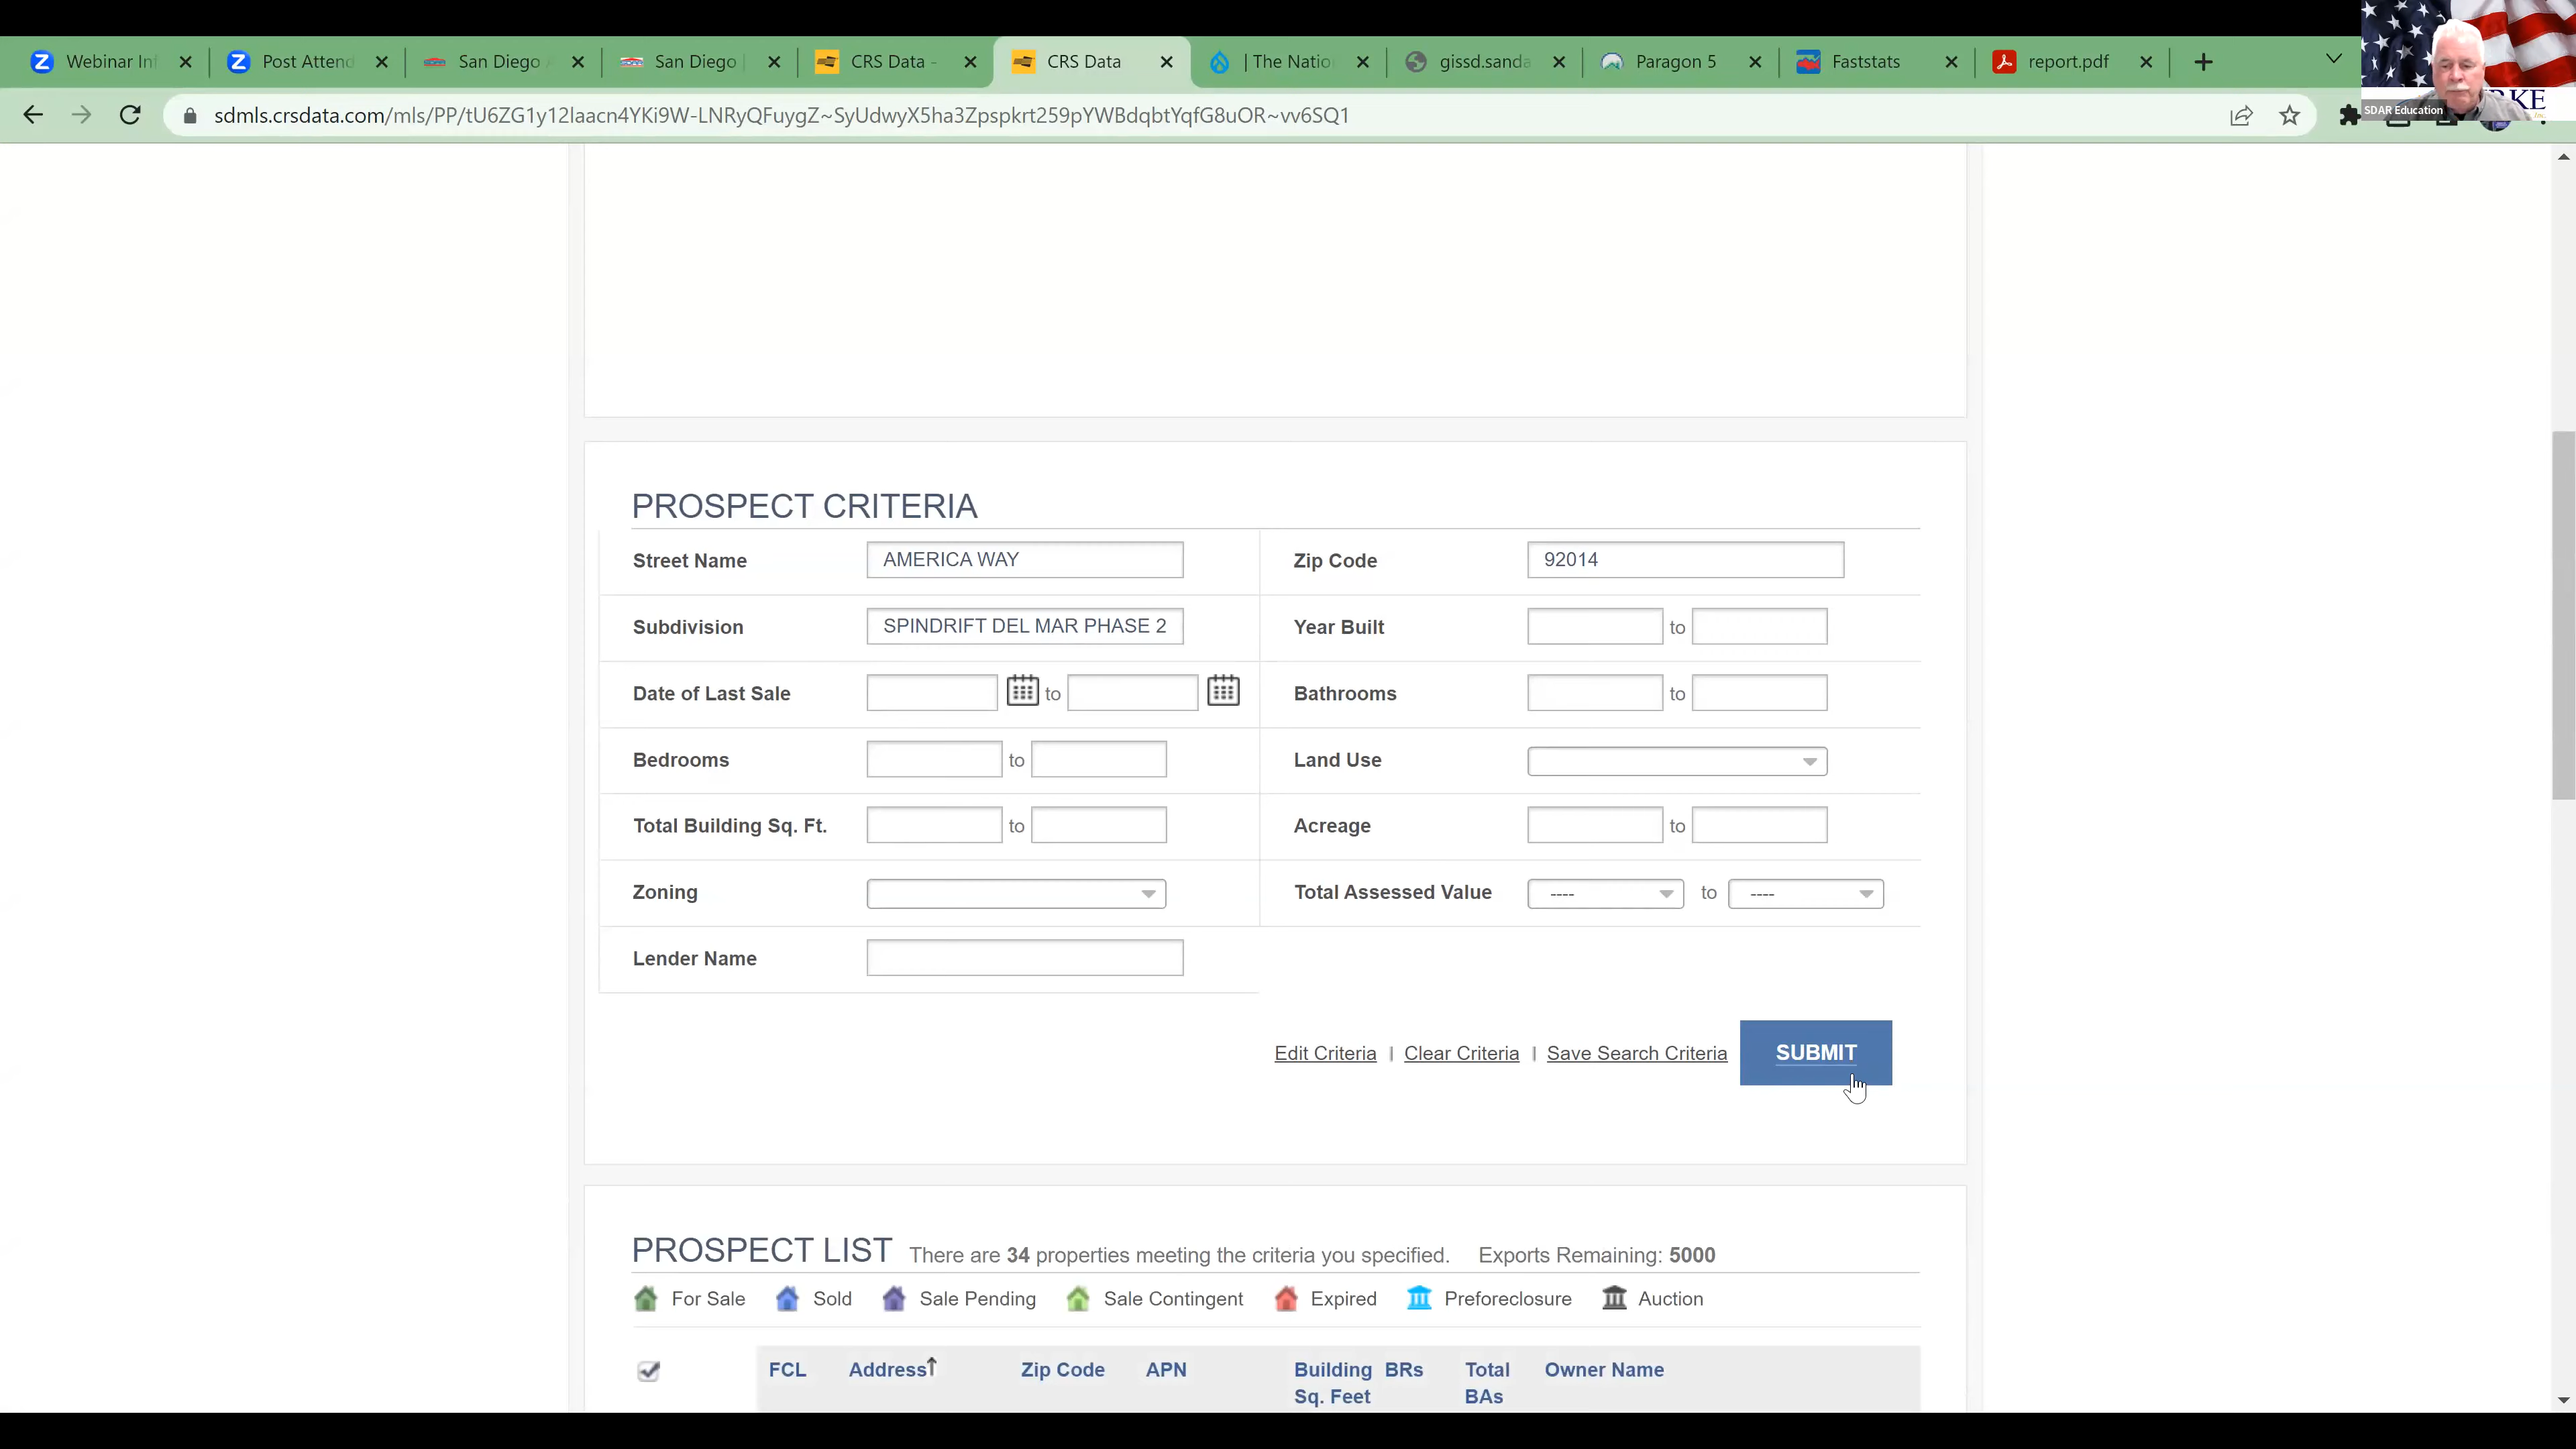 Webinar Inf
Post Attend
San Diego
San Diego
CRS Data -
CRS Data
| The Natio
gissd.sanda
Paragon 5
Faststats
report.pdf
sdmls.crsdata.com/mls/PP/tU6ZG1y12laacn4YKi9W-LNRyQFuygZ~SyUdwyX5ha3Zpspkrt259pYWBdqbtYqfG8uOR~vv6SQ1
SDAR Education
PROSPECT CRITERIA
Street Name AMERICA WAY Zip Code 92014
Subdivision SPINDRIFT DEL MAR PHASE 2 Year Built to
Date of Last Sale to Bathrooms to
Bedrooms to Land Use
Total Building Sq. Ft. to Acreage to
Zoning Total Assessed Value ---- to ----
Lender Name
Edit Criteria | Clear Criteria | Save Search Criteria SUBMIT
PROSPECT LIST There are 34 properties meeting the criteria you specified. Exports Remaining: 5000
For Sale Sold Sale Pending Sale Contingent Expired Preforeclosure Auction
FCL Address Zip Code APN Building BRs Total Owner Name
Sq. Feet BAs